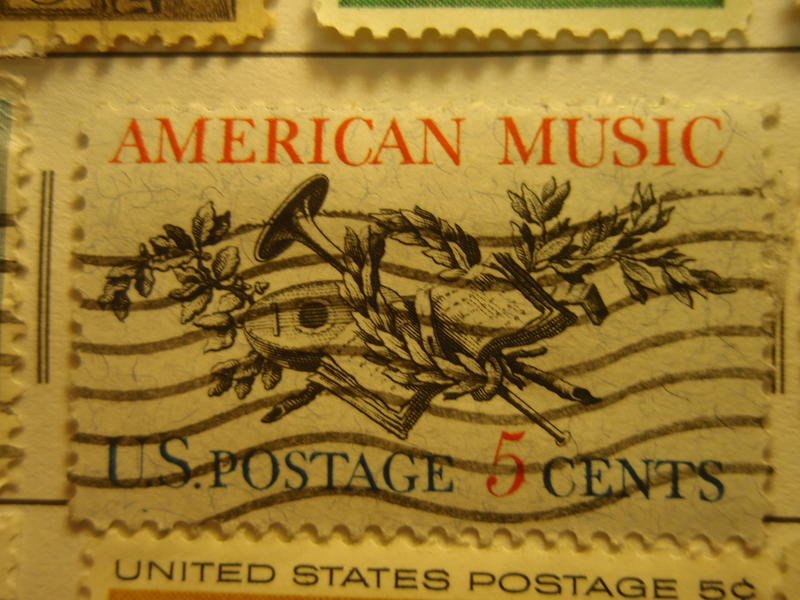 AMERICAN MUSIC
U.S. POSTAGE 5 CENTS
UNITED STATES POSTAGE 5¢